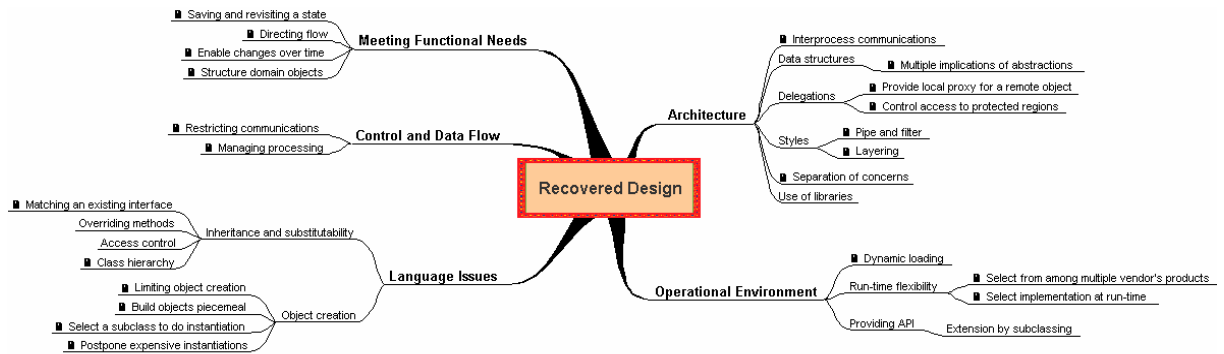 Recovered Design
Meeting Functional Needs
Saving and revisiting a state
Directing flow
Enable changes over time
Structure domain objects
Control and Data Flow
Restricting communications
Managing processing
Language Issues
Inheritance and substitutability
Matching an existing interface
Overriding methods
Access control
Class hierarchy
Object creation
Limiting object creation
Build objects piecemeal
Select a subclass to do instantiation
Postpone expensive instantiations
Architecture
Interprocess communications
Data structures
Multiple implications of abstractions
Delegations
Provide local proxy for a remote object
Control access to protected regions
Styles
Pipe and filter
Layering
Separation of concerns
Use of libraries
Operational Environment
Dynamic loading
Run-time flexibility
Select from among multiple vendor's products
Select implementation at run-time
Providing API
Extension by subclassing